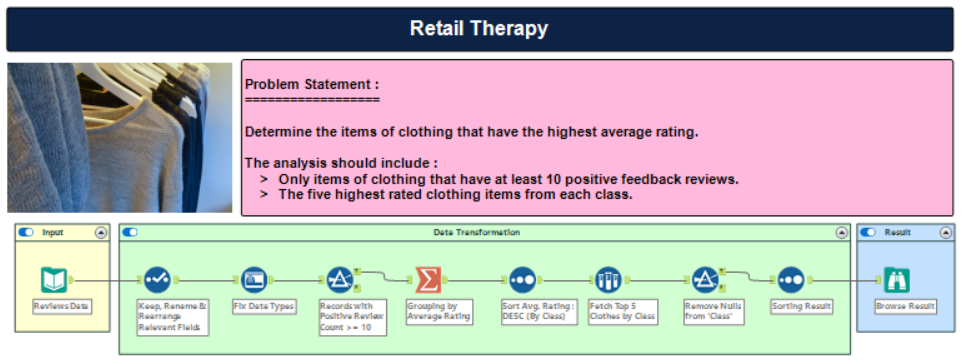 Retail Therapy
Problem Statement :
==================
Determine the items of clothing that have the highest average rating.
The analysis should include :
> Only items of clothing that have at least 10 positive feedback reviews.
> The five highest rated clothing items from each class.
Input
Data Transformation
Result
Reviews Data
Keep, Rename &
Rearrange
Relevant Fields
Fix Data Types
Records with
Positive Review
Count >= 10
Grouping by
Average Rating
Sort Avg. Rating :
DESC (By Class)
Fetch Top 5
Clothes by Class
Remove Nulls
from 'Class'
Sorting Result
Browse Result